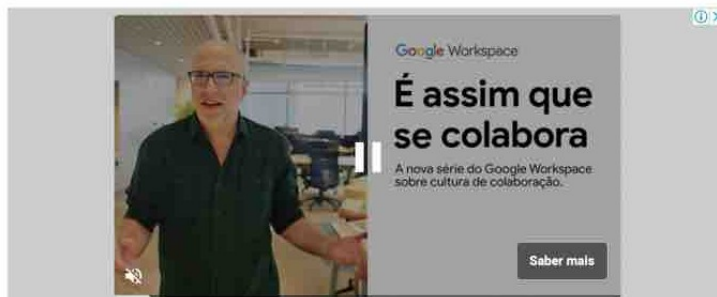 Google Workspace
É assim que
se colabora
A nova série do Google Workspace
sobre cultura de colaboração.
Saber mais